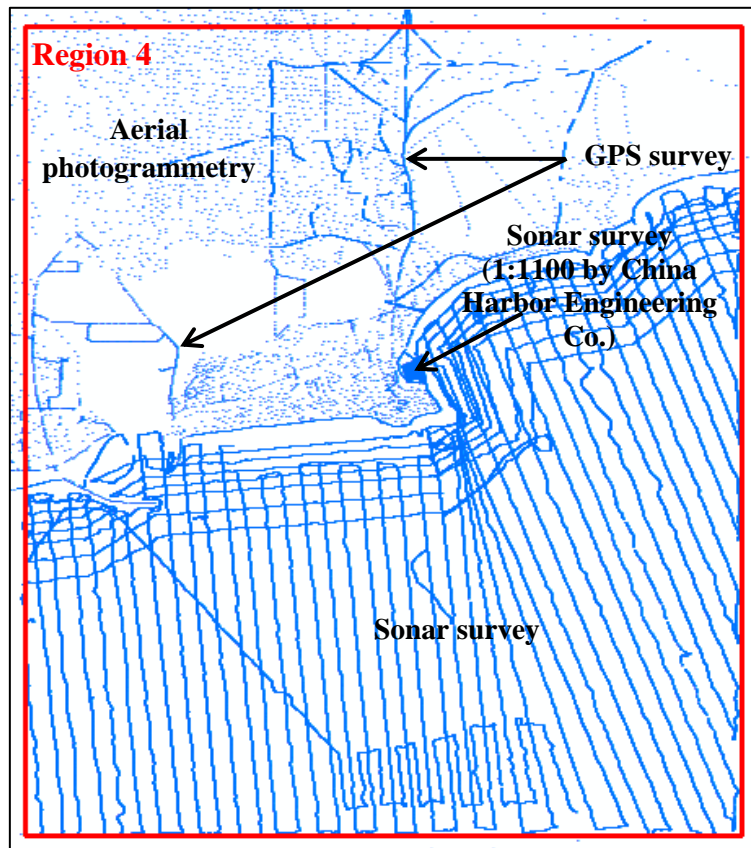 Region 4
Aerial
photogrammetry
GPS survey
Sonar survey
(1:1100 by China
Harbor Engineering
Co.)
Sonar survey